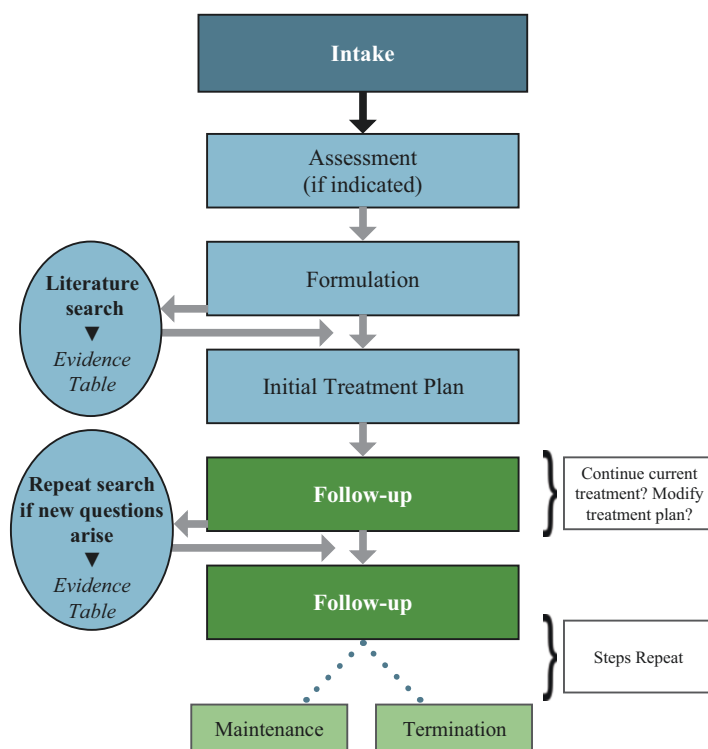 Intake
Assessment
(if indicated)
Formulation
Literature
search
▼
Evidence
Table
Initial Treatment Plan
Follow-up
Continue current
treatment? Modify
treatment plan?
Repeat search
if new questions
arise
▼
Evidence
Table
Follow-up
Steps Repeat
Maintenance
Termination